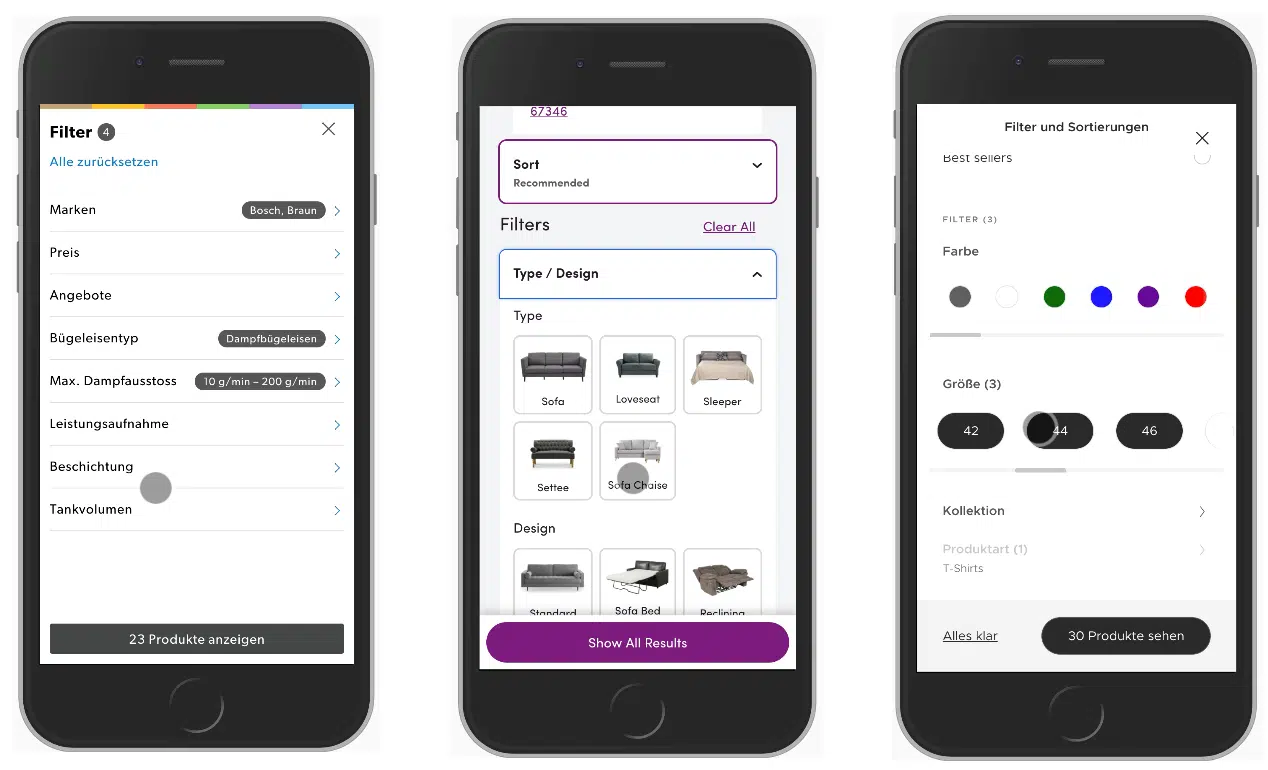 Filter 4
Alle zurücksetzen
Marken Bosch, Braun
Preis
Angebote
Bügeleisentyp Dampfbügeleisen
Max. Dampfausstoss 10 g/min – 200 g/min
Leistungsaufnahme
Beschichtung
Tankvolumen
23 Produkte anzeigen
67346
Sort
Recommended
Filters Clear All
Type / Design
Type
Sofa Loveseat Sleeper
Settee Sofa Chaise
Design
Standard Sofa Bed Reclining
Show All Results
Filter und Sortierungen
Best sellers
FILTER (3)
Farbe
Größe (3)
42 44 46
Kollektion
Produktart (1)
T-Shirts
Alles klar 30 Produkte sehen